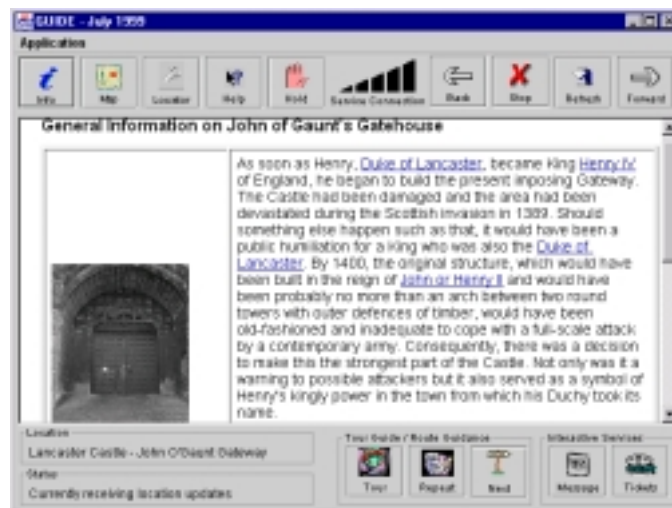 GUIDE - July 1999
Application
Info Map Locator Help Hold Service Connection Back Stop Refresh Forward
General Information on John of Gaunt's Gatehouse
As soon as Henry, Duke of Lancaster, became King Henry IV
of England, he began to build the present imposing Gateway.
The Castle had been damaged and the area had been
devastated during the Scottish invasion in 1389. Should
something else happen such as that, it would have been a
public humiliation for a King who was also the Duke of
Lancaster. By 1400, the original structure, which would have
been built in the reign of John or Henry II and would have
been probably no more than an arch between two round
towers with outer defences of timber, would have been
old-fashioned and inadequate to cope with a full-scale attack
by a contemporary army. Consequently, there was a decision
to make this the strongest part of the Castle. Not only was it a
warning to possible attackers but it also served as a symbol of
Henry's kingly power in the town from which his Duchy took its
name.
Location
Lancaster Castle - John O'Gaunt Gateway
Status
Currently receiving location updates
Tour Guide / Route Guidance
Tour Repeat Next
Interactive Services
Message Tickets